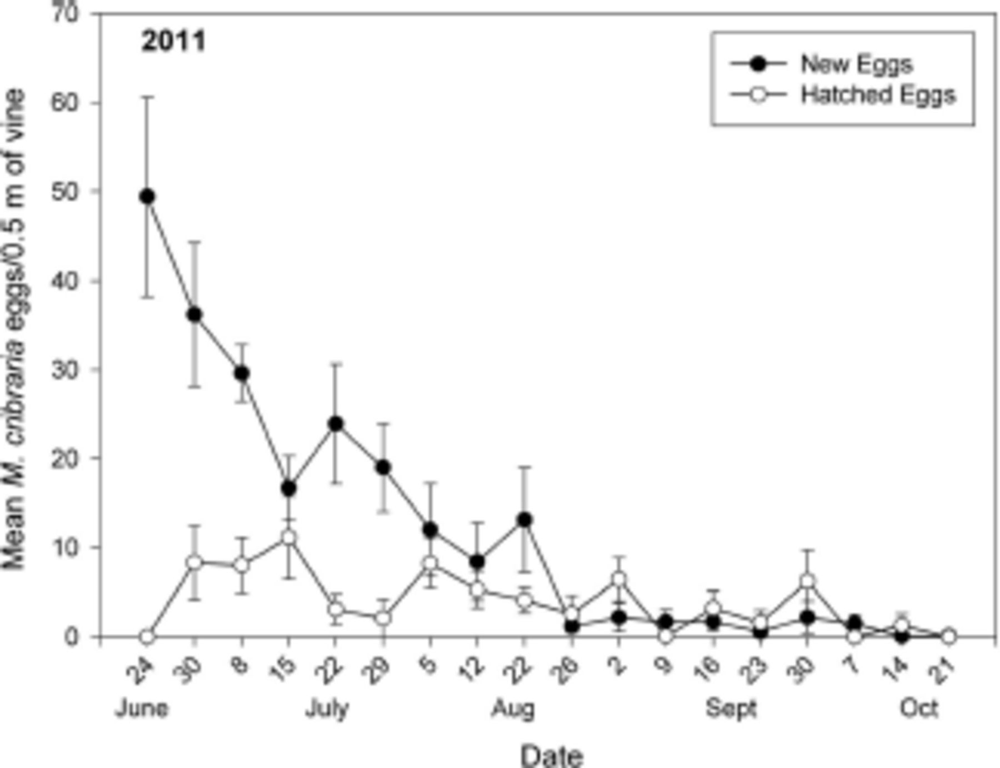 70
2011
New Eggs
Hatched Eggs
60
50
40
30
20
10
0
Mean M. cribraria eggs/0.5 m of vine
24 30 8 15 22 29 5 12 22 26 2 9 16 23 30 7 14 21
June July Aug Sept Oct
Date